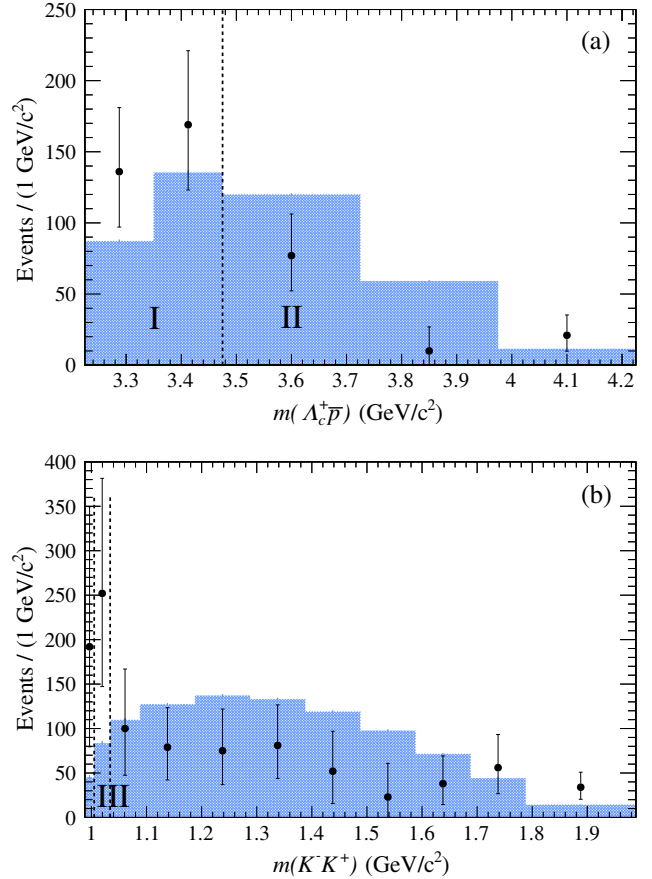 (a)
Events / (1 GeV/c²)
300
250
200
150
100
50
0
I
II
3.3 3.4 3.5 3.6 3.7 3.8 3.9 4 4.1 4.2
m(Λc⁺p̅) (GeV/c²)
(b)
Events / (1 GeV/c²)
400
350
300
250
200
150
100
50
0
III
1 1.1 1.2 1.3 1.4 1.5 1.6 1.7 1.8 1.9
m(K⁻K⁺) (GeV/c²)